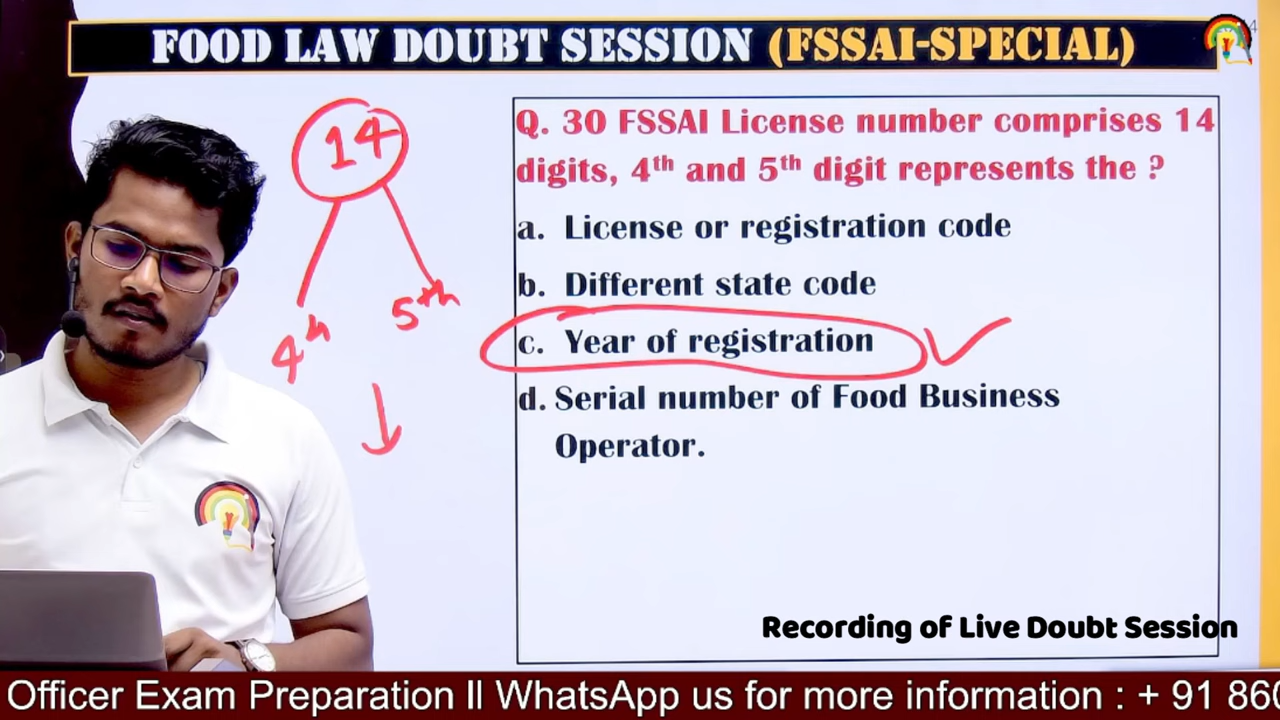 FOOD LAW DOUBT SESSION (FSSAI-SPECIAL)
14
4th
5th
Q. 30 FSSAI License number comprises 14
digits, 4th and 5th digit represents the ?
a. License or registration code
b. Different state code
c. Year of registration
d. Serial number of Food Business
Operator.
Recording of Live Doubt Session
Officer Exam Preparation ll WhatsApp us for more information : + 91 860